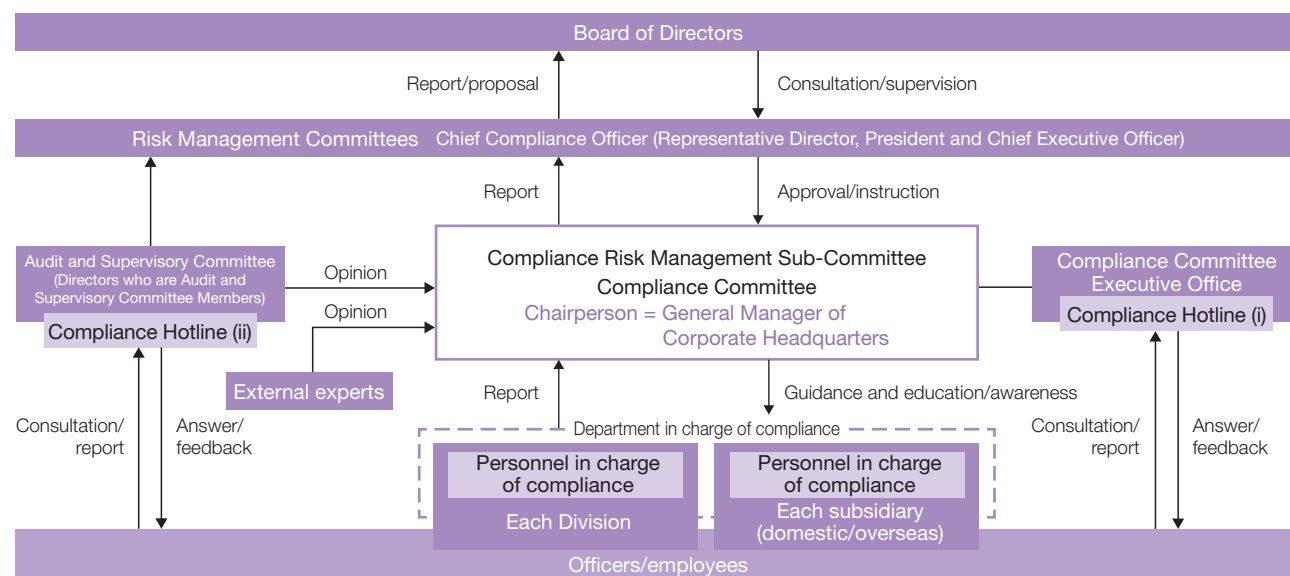 Board of Directors
Report/proposal
Consultation/supervision
Risk Management Committees Chief Compliance Officer (Representative Director, President and Chief Executive Officer)
Report
Approval/instruction
Audit and Supervisory Committee
(Directors who are Audit and
Supervisory Committee Members)
Compliance Hotline (ii)
Opinion
Opinion
External experts
Compliance Risk Management Sub-Committee
Compliance Committee
Chairperson = General Manager of
Corporate Headquarters
Compliance Committee
Executive Office
Compliance Hotline (i)
Report
Guidance and education/awareness
Consultation/
report
Answer/
feedback
Department in charge of compliance
Personnel in charge
of compliance
Each Division
Personnel in charge
of compliance
Each subsidiary
(domestic/overseas)
Consultation/
report
Answer/
feedback
Officers/employees